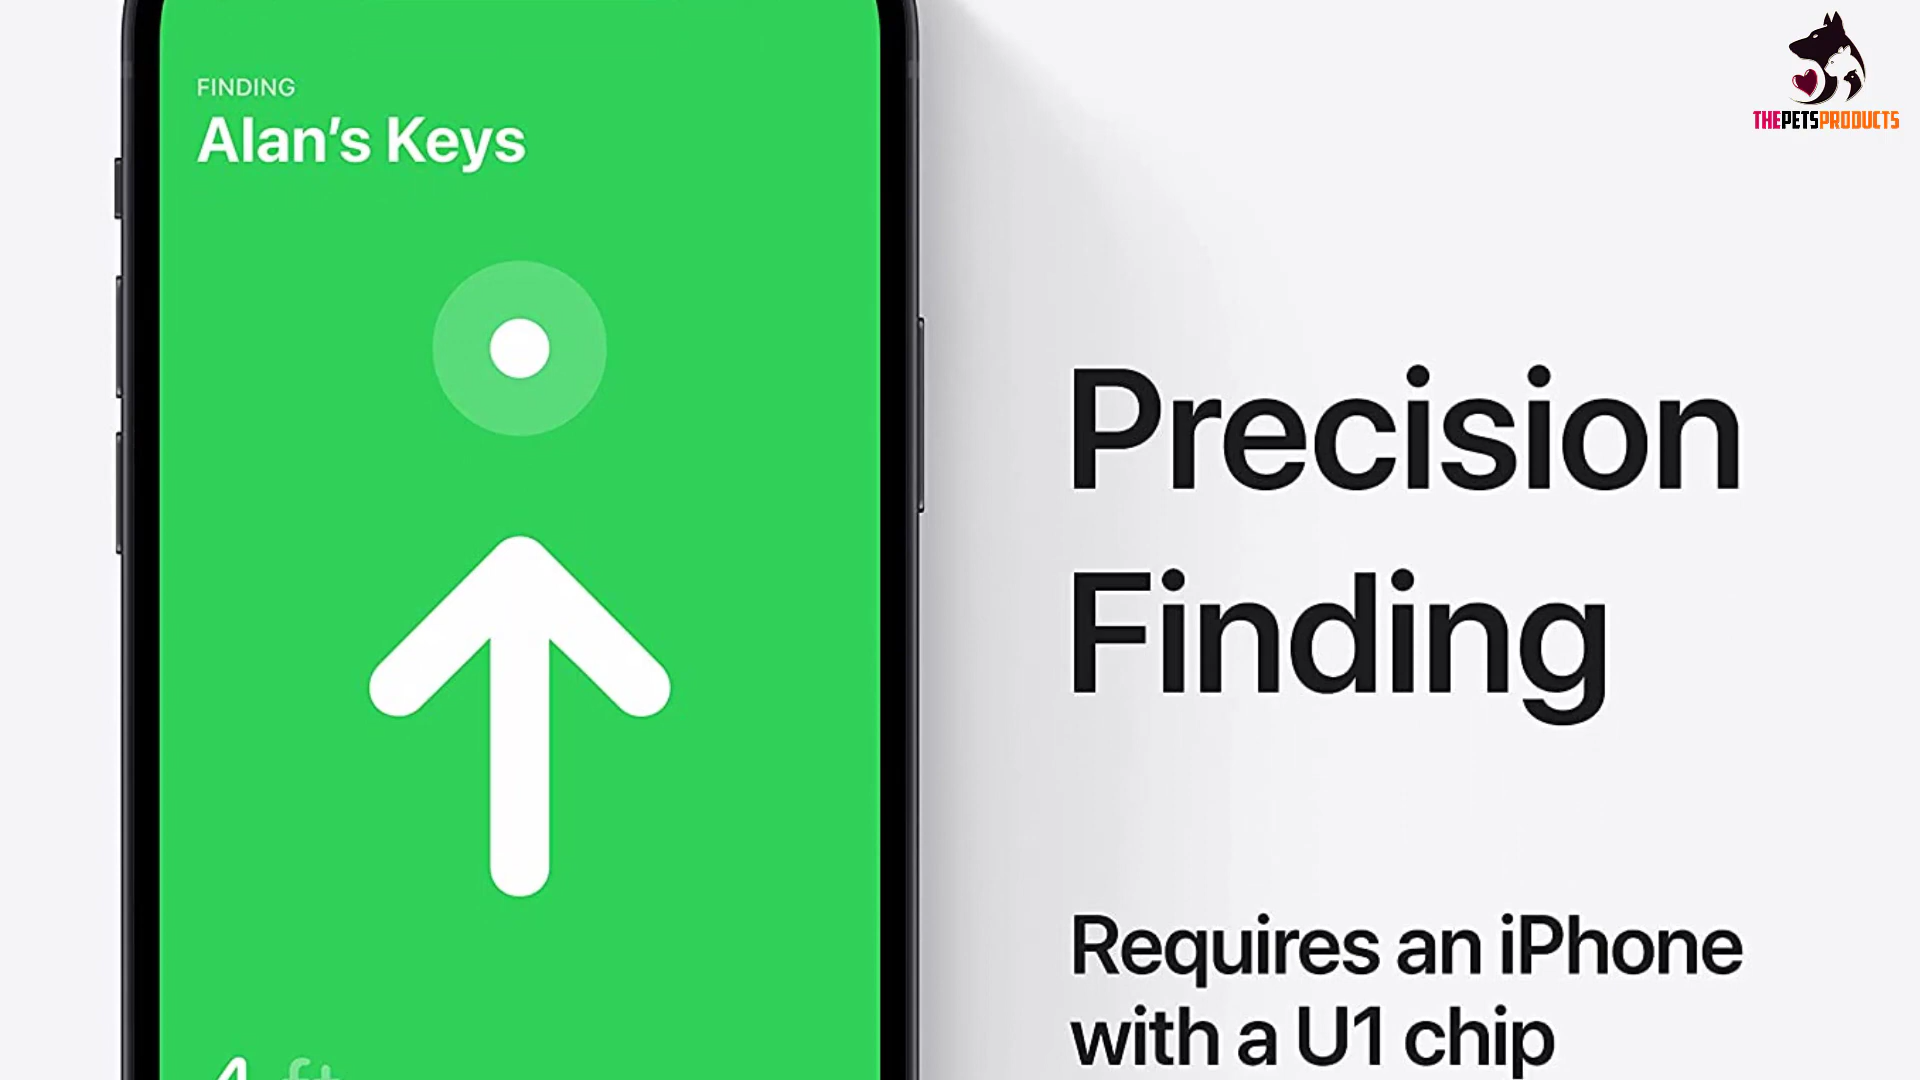 FINDING
Alan's Keys
THEPETSPRODUCTS
Precision
Finding
Requires an iPhone
with a U1 chip